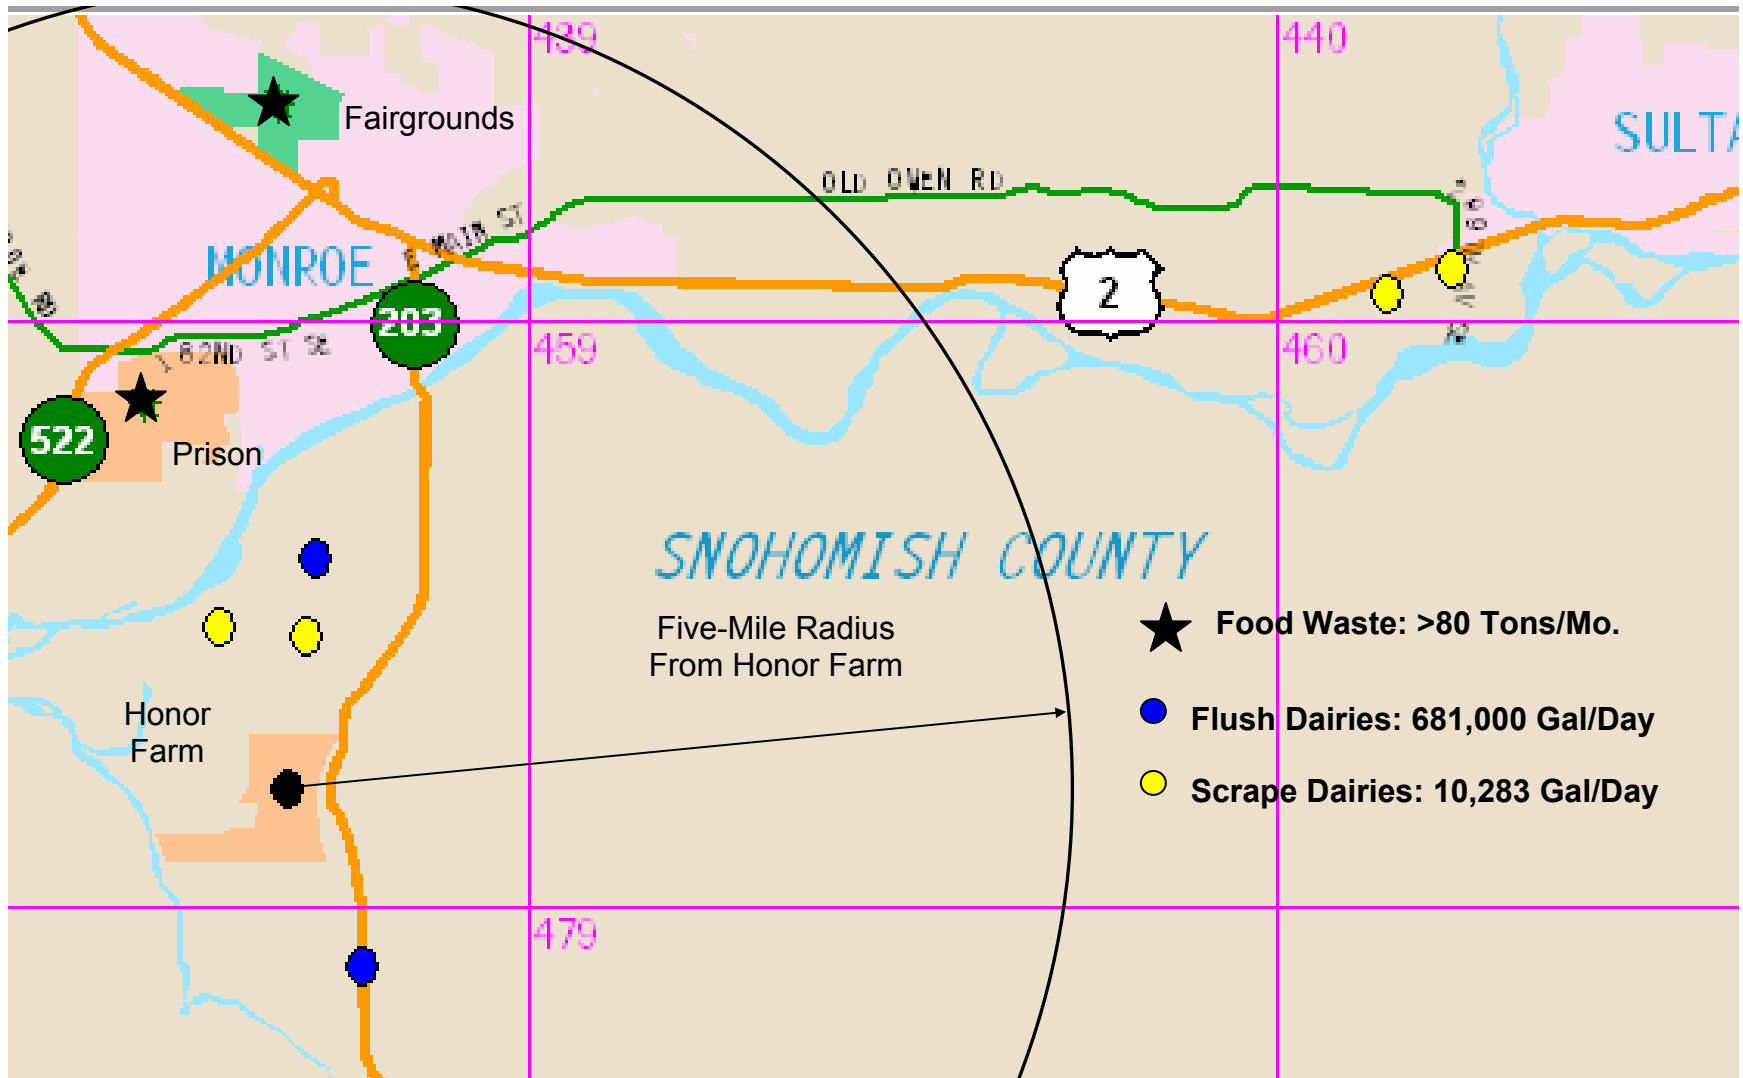 439
440
SULTA
Fairgrounds
OLD OWEN RD
E MAIN ST
MONROE
2
203
459
460
182ND ST SE
522
Prison
SNOHOMISH COUNTY
Five-Mile Radius
From Honor Farm
Food Waste: >80 Tons/Mo.
Honor
Farm
Flush Dairies: 681,000 Gal/Day
Scrape Dairies: 10,283 Gal/Day
479